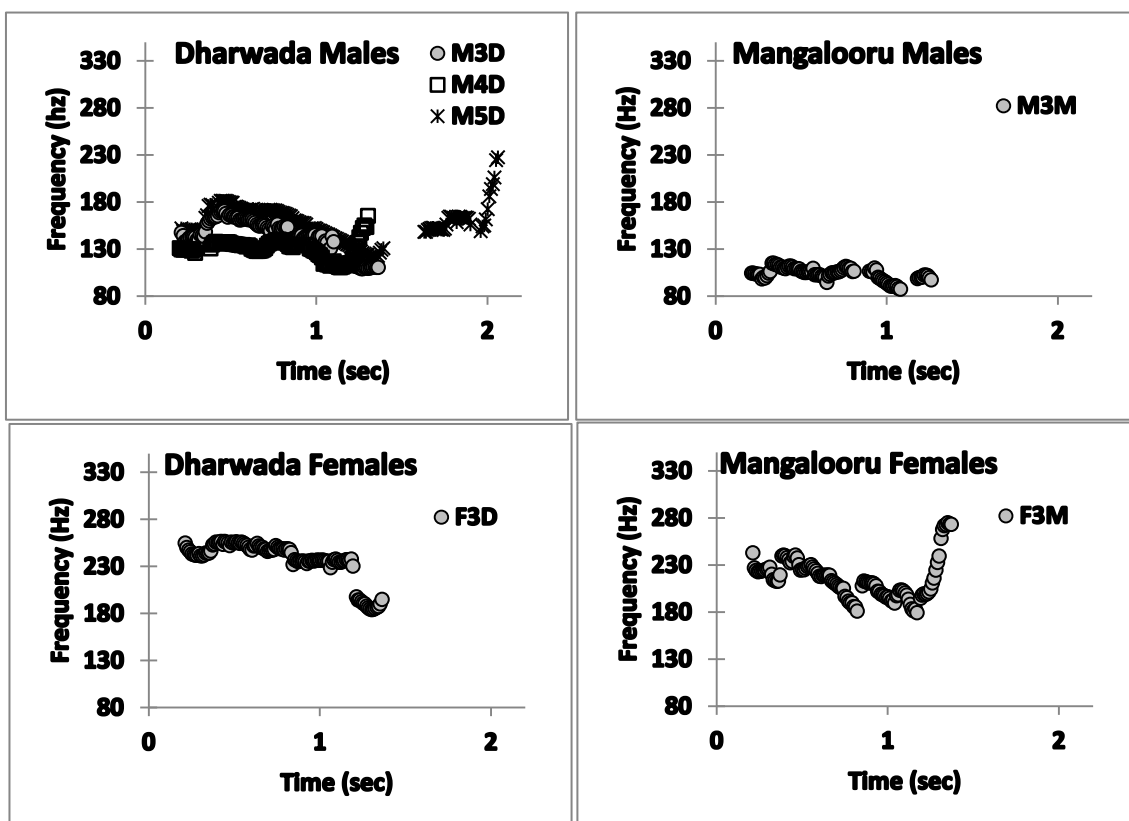 Dharwada Males
M3D
M4D
M5D
Frequency (hz)
330
280
230
180
130
80
0 1 2
Time (sec)
Mangalooru Males
M3M
Frequency (Hz)
330
280
230
180
130
80
0 1 2
Time (sec)
Dharwada Females
F3D
Frequency (Hz)
330
280
230
180
130
80
0 1 2
Time (sec)
Mangalooru Females
F3M
Frequency (Hz)
330
280
230
180
130
80
0 1 2
Time (sec)